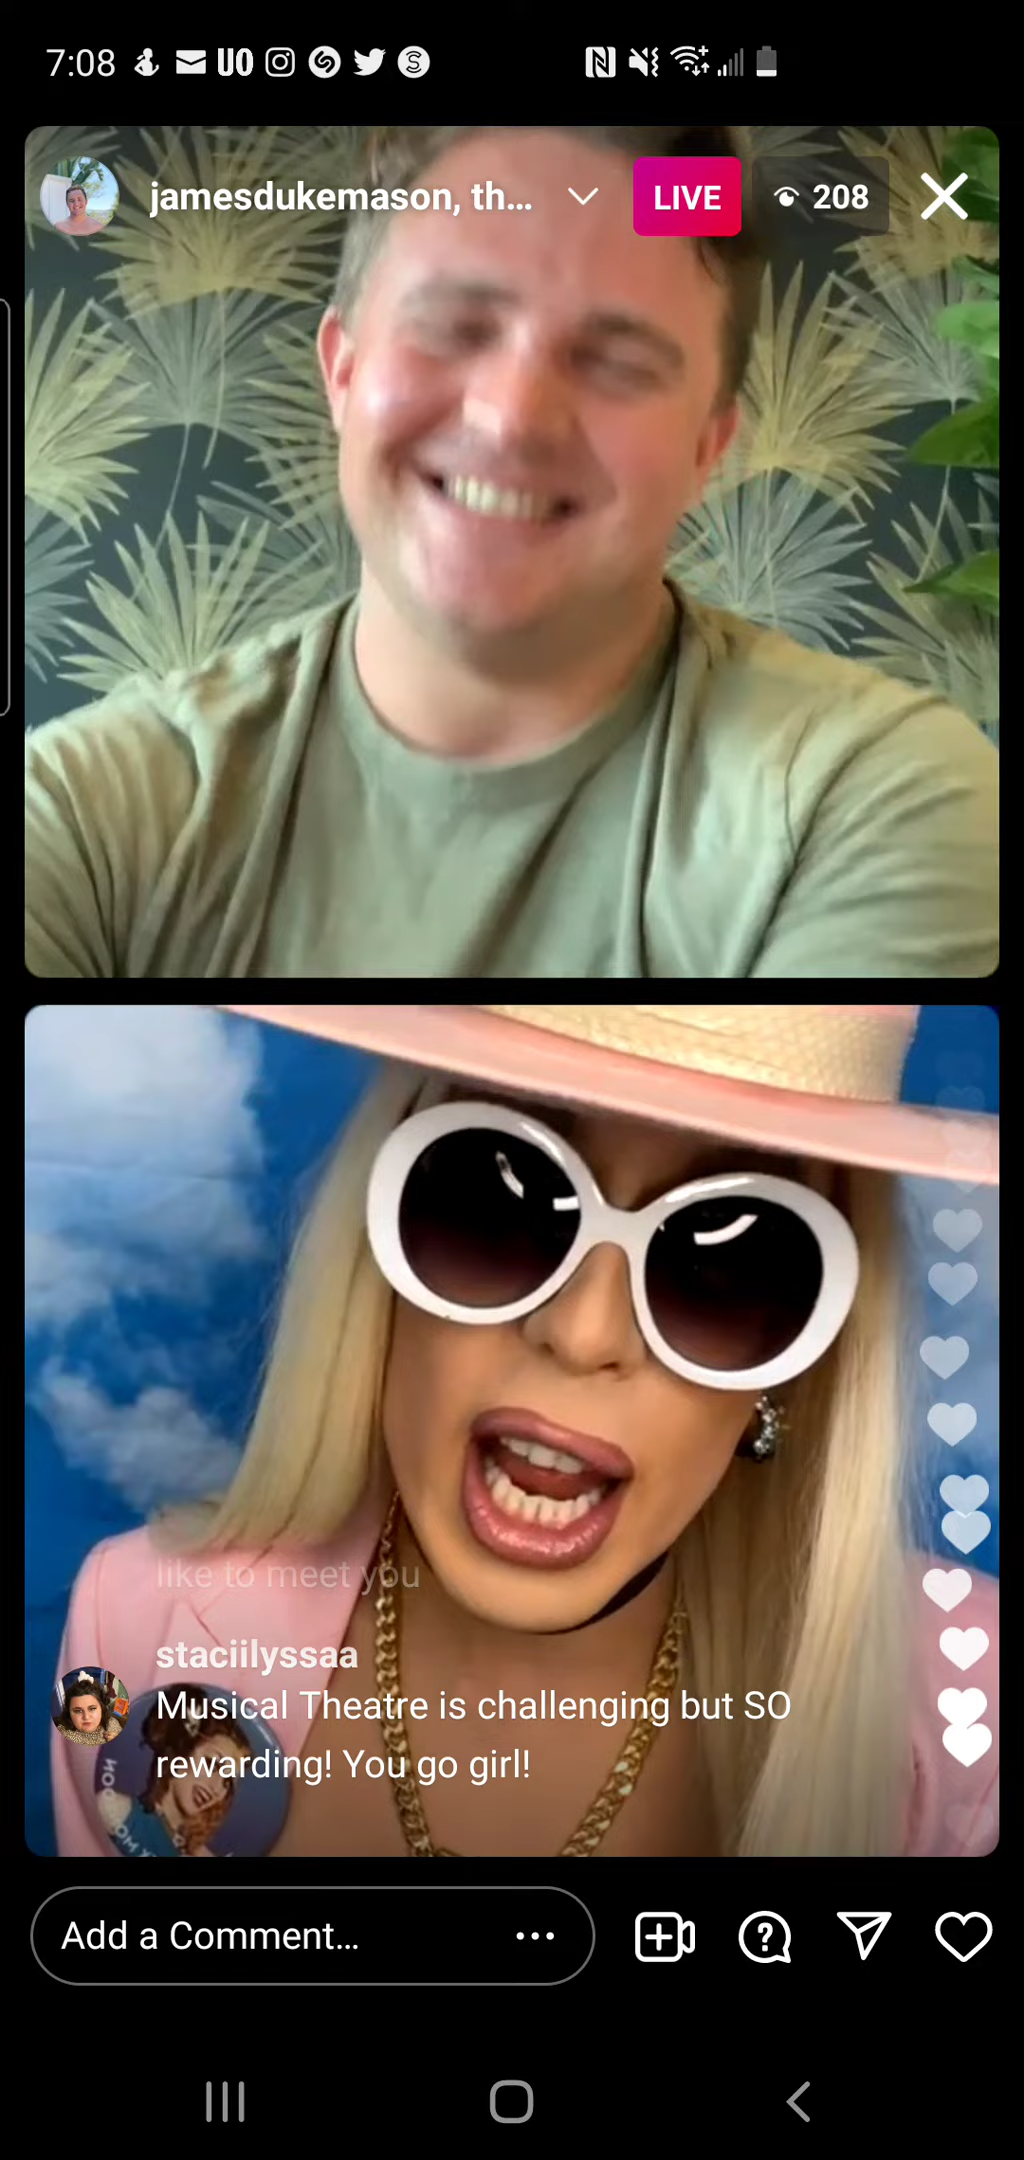 7:08
UO
jamesdukemason, th...
LIVE
208
like to meet you
staciilyssaa
Musical Theatre is challenging but SO
rewarding! You go girl!
Add a Comment...